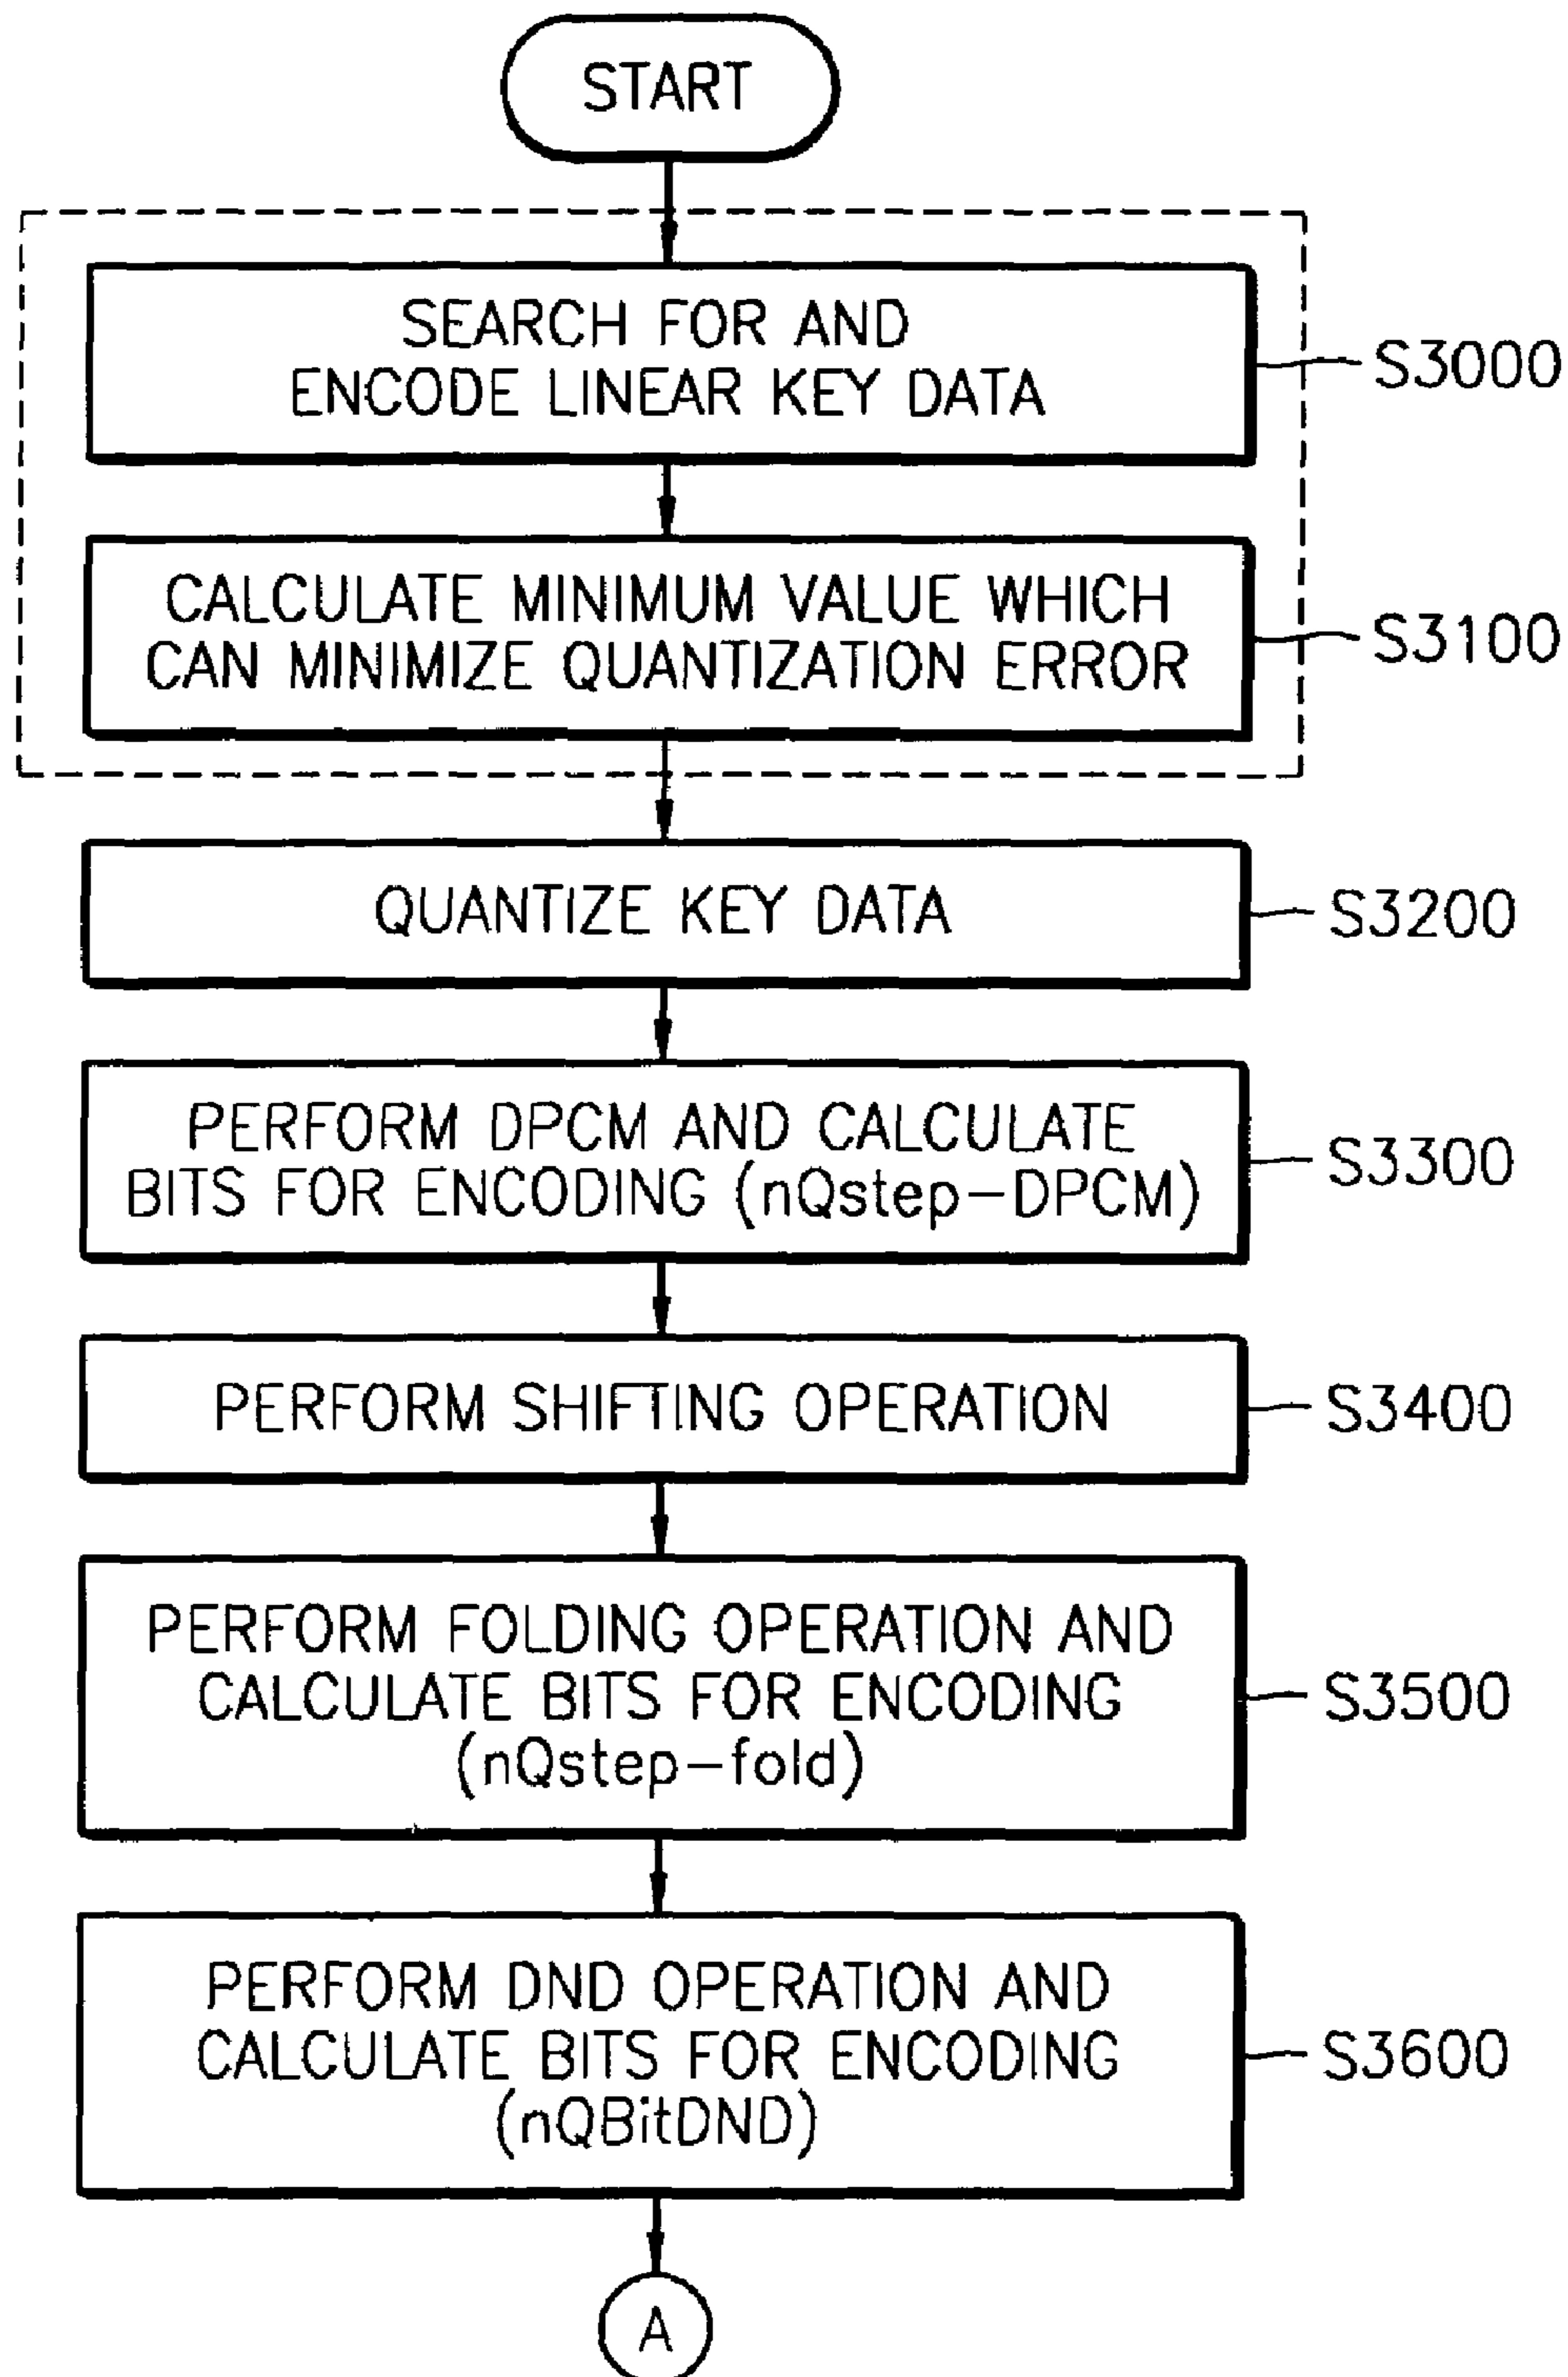 START
SEARCH FOR AND
ENCODE LINEAR KEY DATA
S3000
CALCULATE MINIMUM VALUE WHICH
CAN MINIMIZE QUANTIZATION ERROR
S3100
QUANTIZE KEY DATA
S3200
PERFORM DPCM AND CALCULATE
BITS FOR ENCODING (nQstep-DPCM)
S3300
PERFORM SHIFTING OPERATION
S3400
PERFORM FOLDING OPERATION AND
CALCULATE BITS FOR ENCODING
(nQstep-fold)
S3500
PERFORM DND OPERATION AND
CALCULATE BITS FOR ENCODING
(nQBitDND)
S3600
A